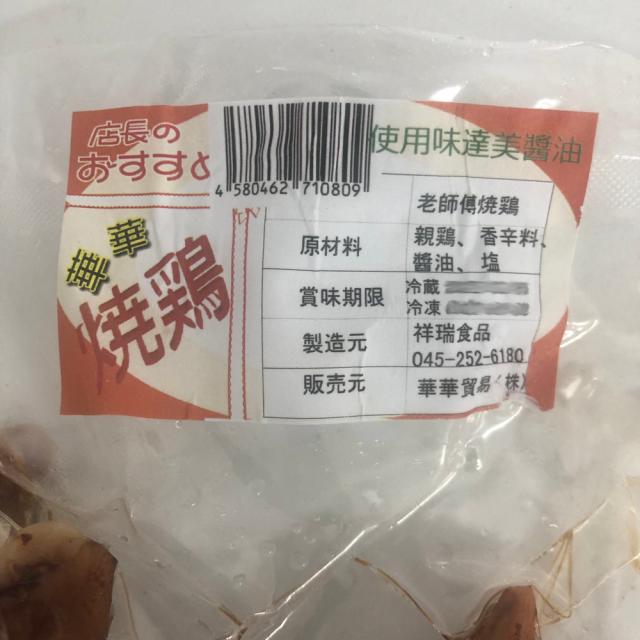 店長の
おすすめ
4 580462 710809
使用味達美醬油
華華
焼鶏
老師傅焼鶏
原材料
親鶏、香辛料、
醬油、塩
賞味期限
冷蔵
冷凍
製造元
祥瑞食品
045-252-6180
販売元
華華貿易(株)